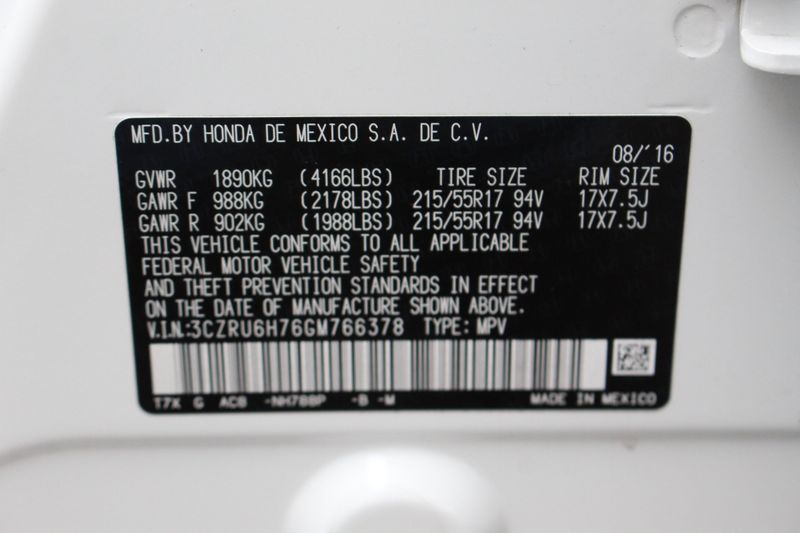 MFD.BY HONDA DE MEXICO S.A. DE C.V.
08/'16
GVWR 1890KG (4166LBS) TIRE SIZE RIM SIZE
GAWR F 988KG (2178LBS) 215/55R17 94V 17X7.5J
GAWR R 902KG (1988LBS) 215/55R17 94V 17X7.5J
THIS VEHICLE CONFORMS TO ALL APPLICABLE
FEDERAL MOTOR VEHICLE SAFETY
AND THEFT PREVENTION STANDARDS IN EFFECT
ON THE DATE OF MANUFACTURE SHOWN ABOVE.
V.I.N.:3CZRU6H76GM766378 TYPE: MPV
T7X G AC8 -NH788P -B -M MADE IN MEXICO